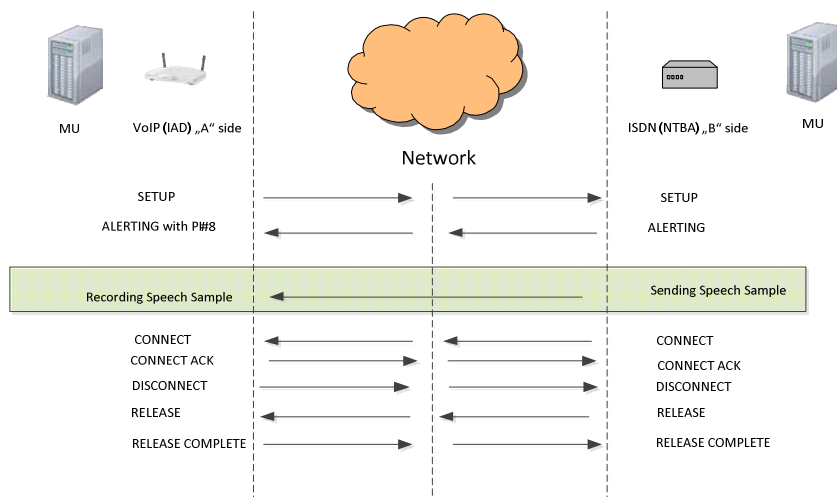 MU
VoIP (IAD) „A“ side
Network
ISDN (NTBA) „B“ side
MU
SETUP
SETUP
ALERTING with PI#8
ALERTING
Recording Speech Sample
Sending Speech Sample
CONNECT
CONNECT
CONNECT ACK
CONNECT ACK
DISCONNECT
DISCONNECT
RELEASE
RELEASE
RELEASE COMPLETE
RELEASE COMPLETE